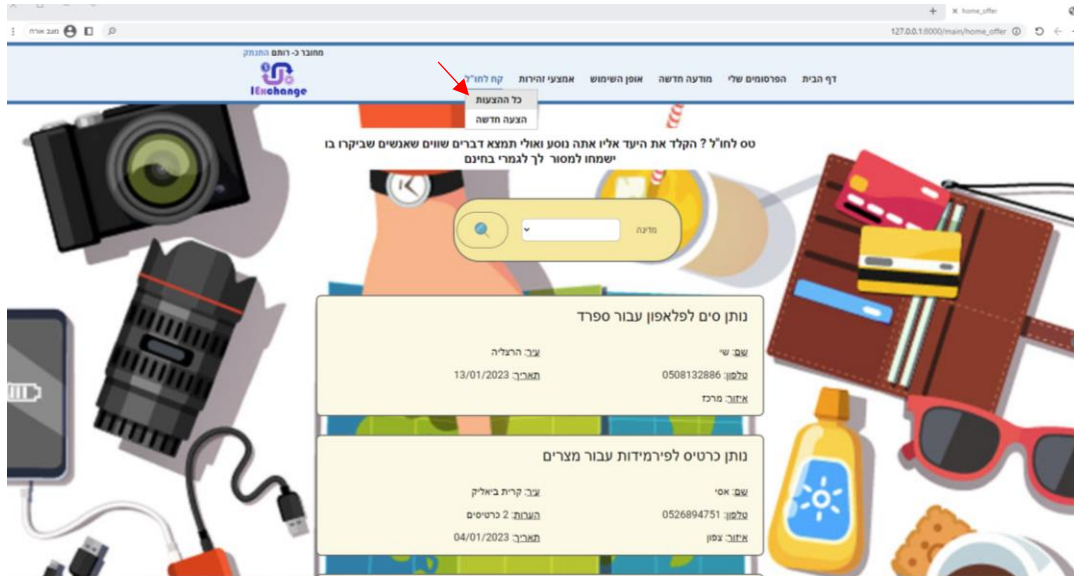 home_offer
127.0.0.1:8000/main/home_offer
מצב אורח
מחובר כ- רותם התנתק
IExchange
דף הבית הפרסומים שלי מודעה חדשה אופן השימוש אמצעי זהירות קח לחו"ל
כל ההצעות
הצעה חדשה
טס לחו"ל ? הקלד את היעד אליו אתה נוסע ואולי תמצא דברים שווים שאנשים שביקרו בו
ישמחו למסור לך לגמרי בחינם
מדינה
נותן סים לפלאפון עבור ספרד
שם: שי עיר: הרצליה
טלפון: 0508132886 תאריך: 13/01/2023
איזור: מרכז
נותן כרטיס לפירמידות עבור מצרים
שם: אסי עיר: קרית ביאליק
טלפון: 0526894751 הערות: 2 כרטיסים
איזור: צפון תאריך: 04/01/2023